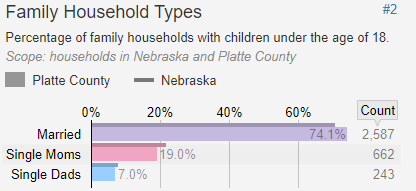 Family Household Types #2
Percentage of family households with children under the age of 18.
Scope: households in Nebraska and Platte County
Platte County Nebraska
0% 20% 40% 60% Count
Married 74.1% 2,587
Single Moms 19.0% 662
Single Dads 7.0% 243